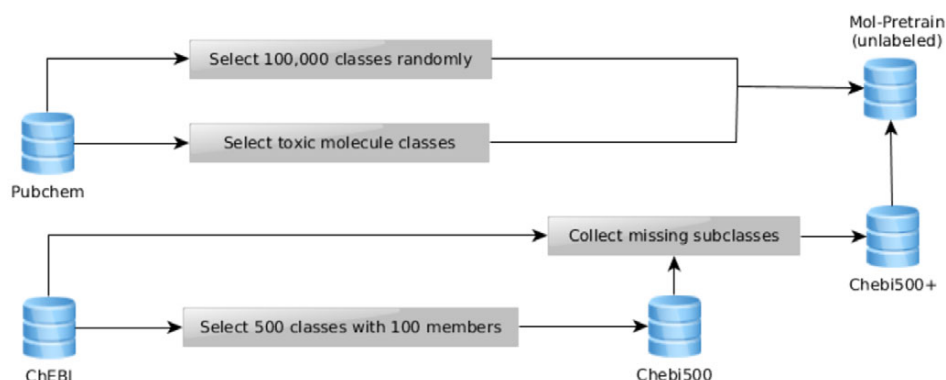 Mol-Pretrain
(unlabeled)
Select 100,000 classes randomly
Select toxic molecule classes
Pubchem
Collect missing subclasses
Chebi500+
Select 500 classes with 100 members
ChEBI
Chebi500